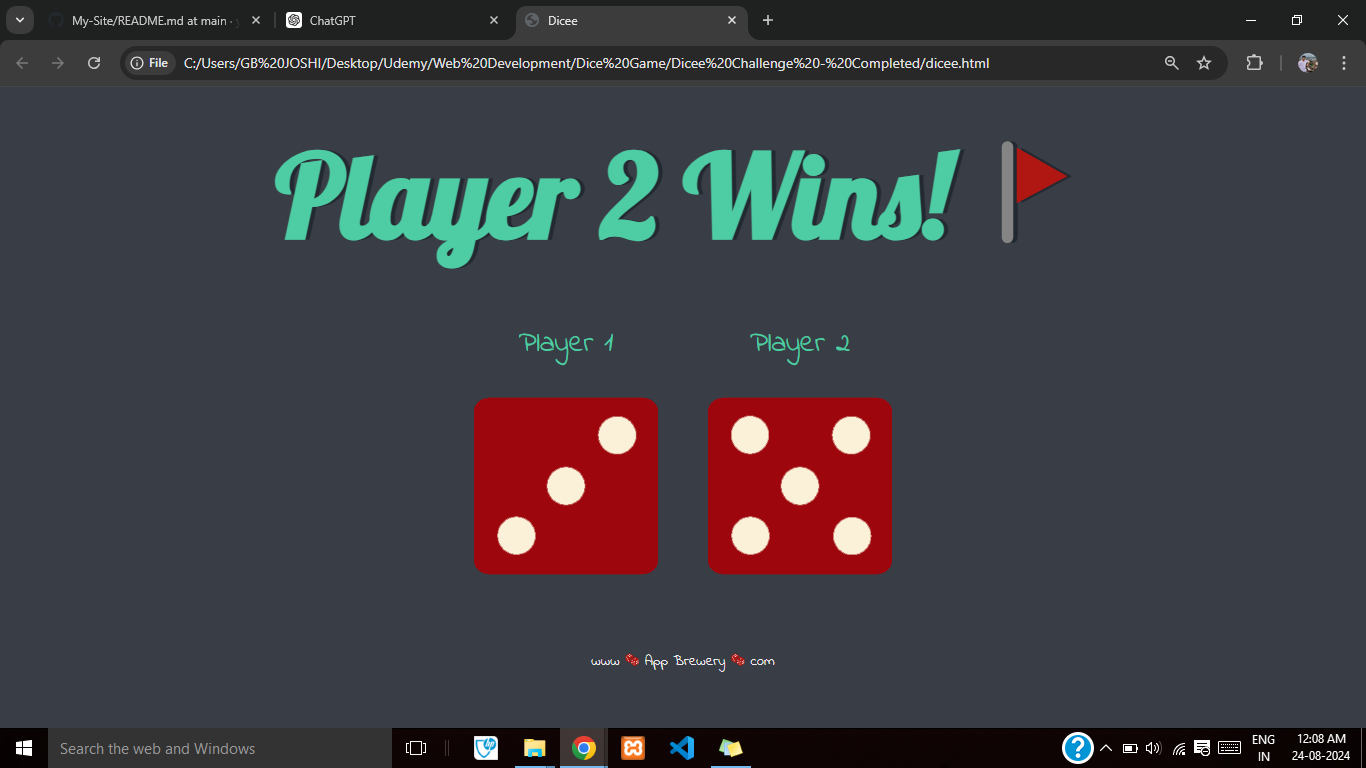 My-Site/README.md at main ·
ChatGPT
Dicee
File
C:/Users/GB%20JOSHI/Desktop/Udemy/Web%20Development/Dice%20Game/Dicee%20Challenge%20-%20Completed/dicee.html
Player 2 Wins!
Player 1
Player 2
www App Brewery com
Search the web and Windows
ENG
IN
12:08 AM
24-08-2024